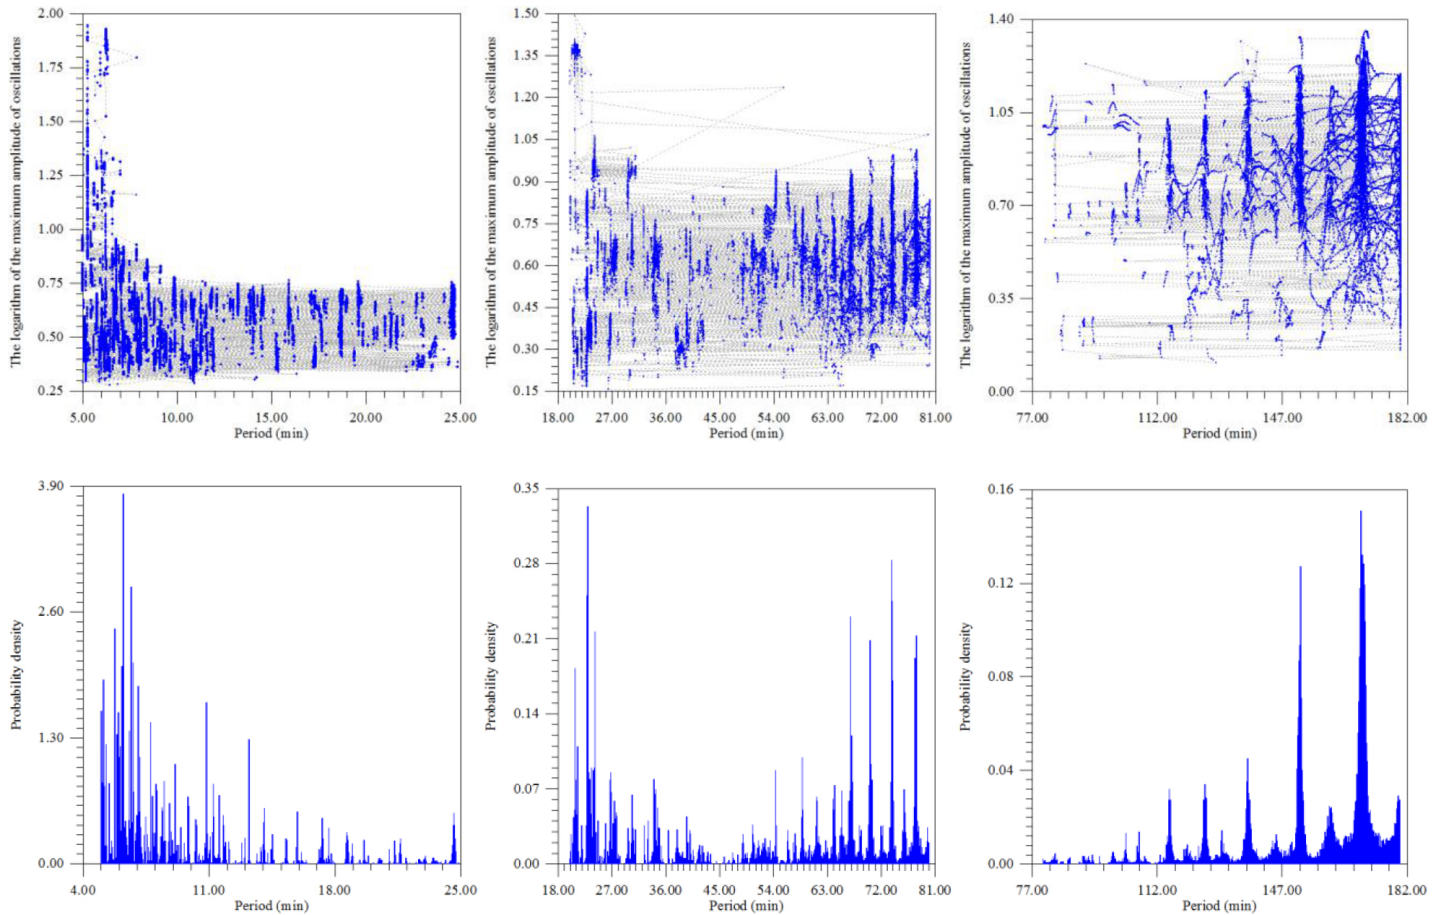 The logarithm of the maximum amplitude of oscillations
2.00
1.75
1.50
1.25
1.00
0.75
0.50
0.25
5.00 10.00 15.00 20.00 25.00
Period (min)
The logarithm of the maximum amplitude of oscillations
1.50
1.35
1.20
1.05
0.90
0.75
0.60
0.45
0.30
0.15
18.00 27.00 36.00 45.00 54.00 63.00 72.00 81.00
Period (min)
The logarithm of the maximum amplitude of oscillations
1.40
1.05
0.70
0.35
0.00
77.00 112.00 147.00 182.00
Period (min)
Probability density
3.90
2.60
1.30
0.00
4.00 11.00 18.00 25.00
Period (min)
Probability density
0.35
0.28
0.21
0.14
0.07
0.00
18.00 27.00 36.00 45.00 54.00 63.00 72.00 81.00
Period (min)
Probability density
0.16
0.12
0.08
0.04
0.00
77.00 112.00 147.00 182.00
Period (min)